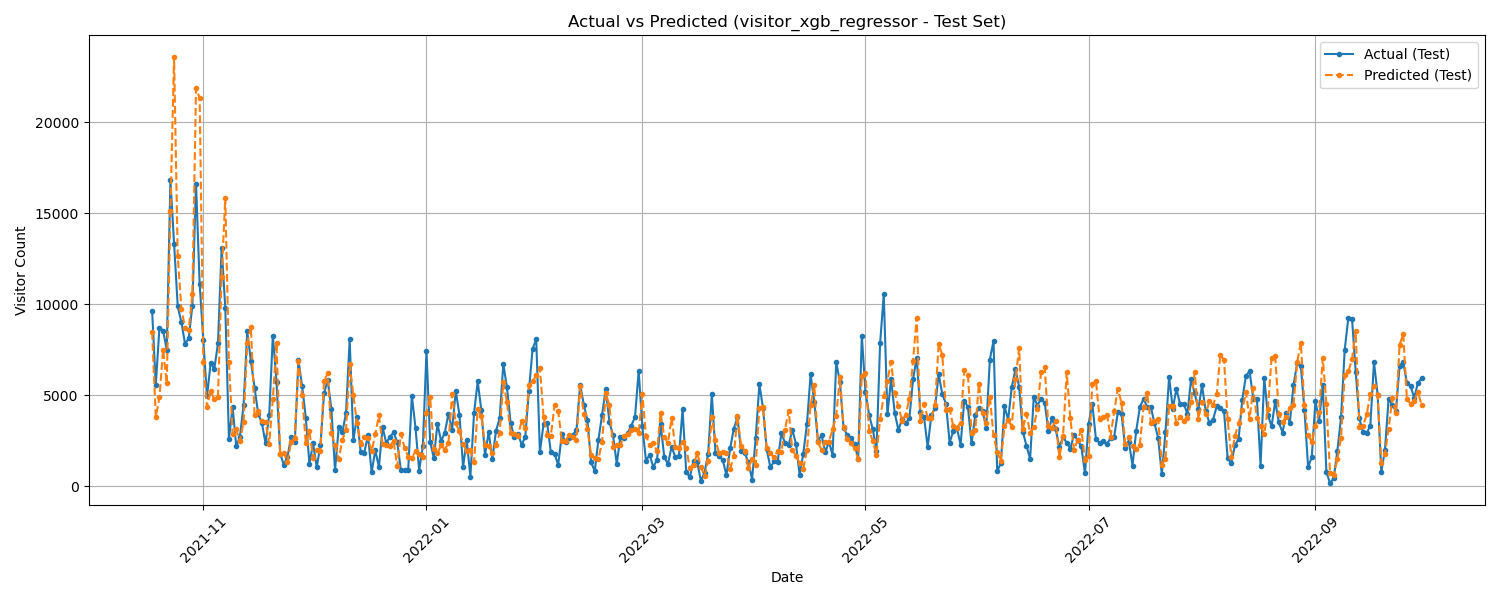 Actual vs Predicted (visitor_xgb_regressor - Test Set)
Actual (Test)
Predicted (Test)
Visitor Count
20000
15000
10000
5000
0
2021-11
2022-01
2022-03
2022-05
2022-07
2022-09
Date